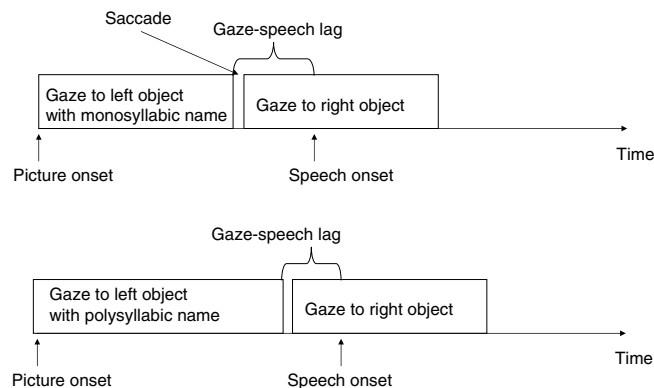 Saccade
Gaze-speech lag
Gaze to left object
with monosyllabic name
Gaze to right object
Time
Picture onset
Speech onset
Gaze-speech lag
Gaze to left object
with polysyllabic name
Gaze to right object
Time
Picture onset
Speech onset